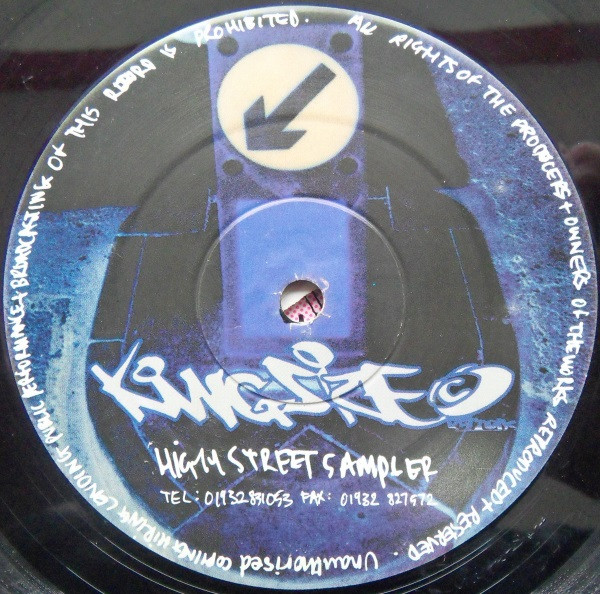 KINGSIZE
HIGH STREET SAMPLER
TEL: 01932 851053 FAX: 01932 827572
Unauthorised COPYING HIRING LENDING PUBLIC PERFORMANCE + BROADCASTING Of THIS RECORD IS PROHIBITED. All RIGHTS OF THE PRODUCERS + OWNERS Of THE WORK REPRODUCED + RESERVED.